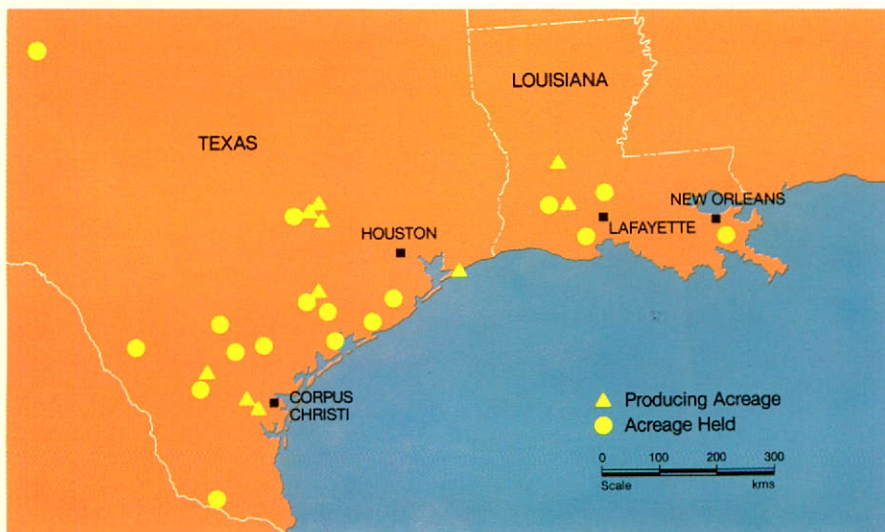 LOUISIANA
TEXAS
NEW ORLEANS
LAFAYETTE
HOUSTON
CORPUS
CHRISTI
Producing Acreage
Acreage Held
0 100 200 300
Scale kms